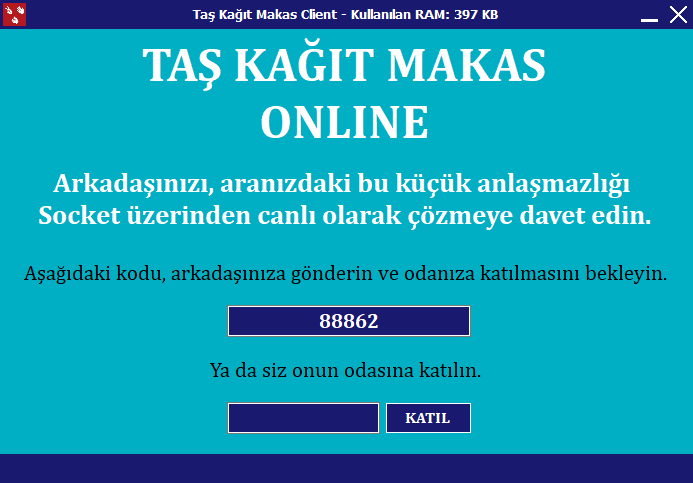 Taş Kağıt Makas Client - Kullanılan RAM: 397 KB
TAŞ KAĞIT MAKAS
ONLINE
Arkadaşınızı, aranızdaki bu küçük anlaşmazlığı
Socket üzerinden canlı olarak çözmeye davet edin.
Aşağıdaki kodu, arkadaşınıza gönderin ve odanıza katılmasını bekleyin.
88862
Ya da siz onun odasına katılın.
KATIL